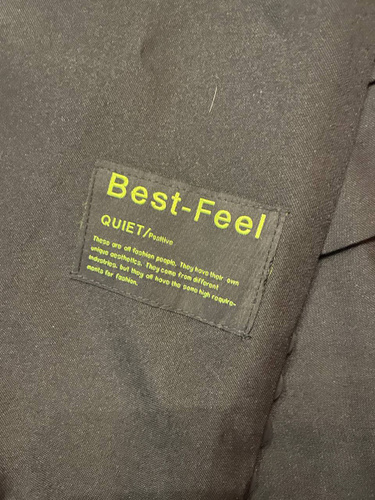 Best-Feel
QUIET/Positive
These are all fashion people. They have their own
unique aesthetics. They come from different
industries, but they all have the same high require-
ments for fashion.